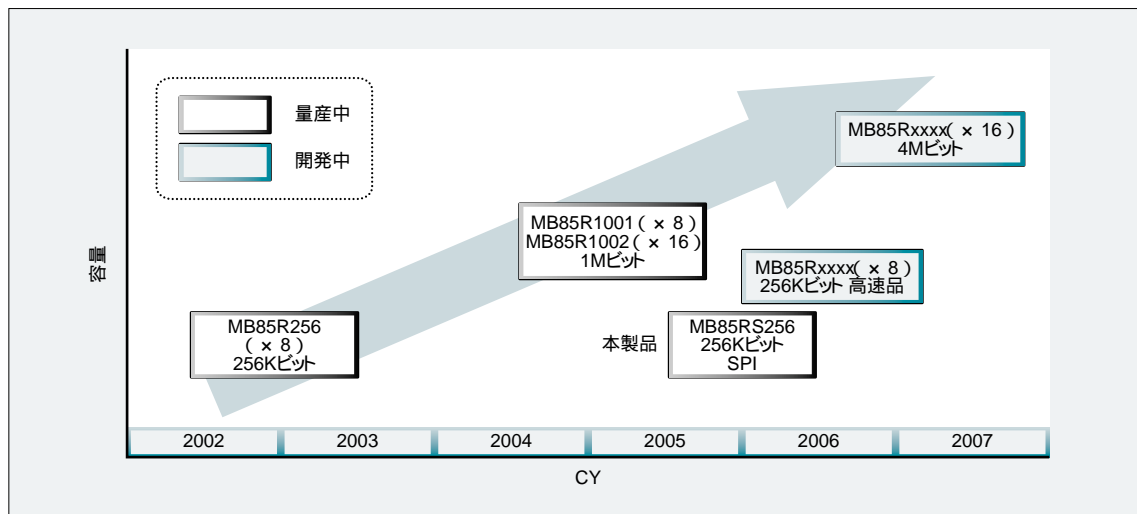 量産中
開発中
MB85Rxxxx( × 16 )
4Mビット
MB85R1001 ( × 8 )
MB85R1002 ( × 16 )
1Mビット
MB85Rxxxx( × 8 )
256Kビット 高速品
MB85R256
( × 8 )
256Kビット
本製品
MB85RS256
256Kビット
SPI
容量
2002 2003 2004 2005 2006 2007
CY